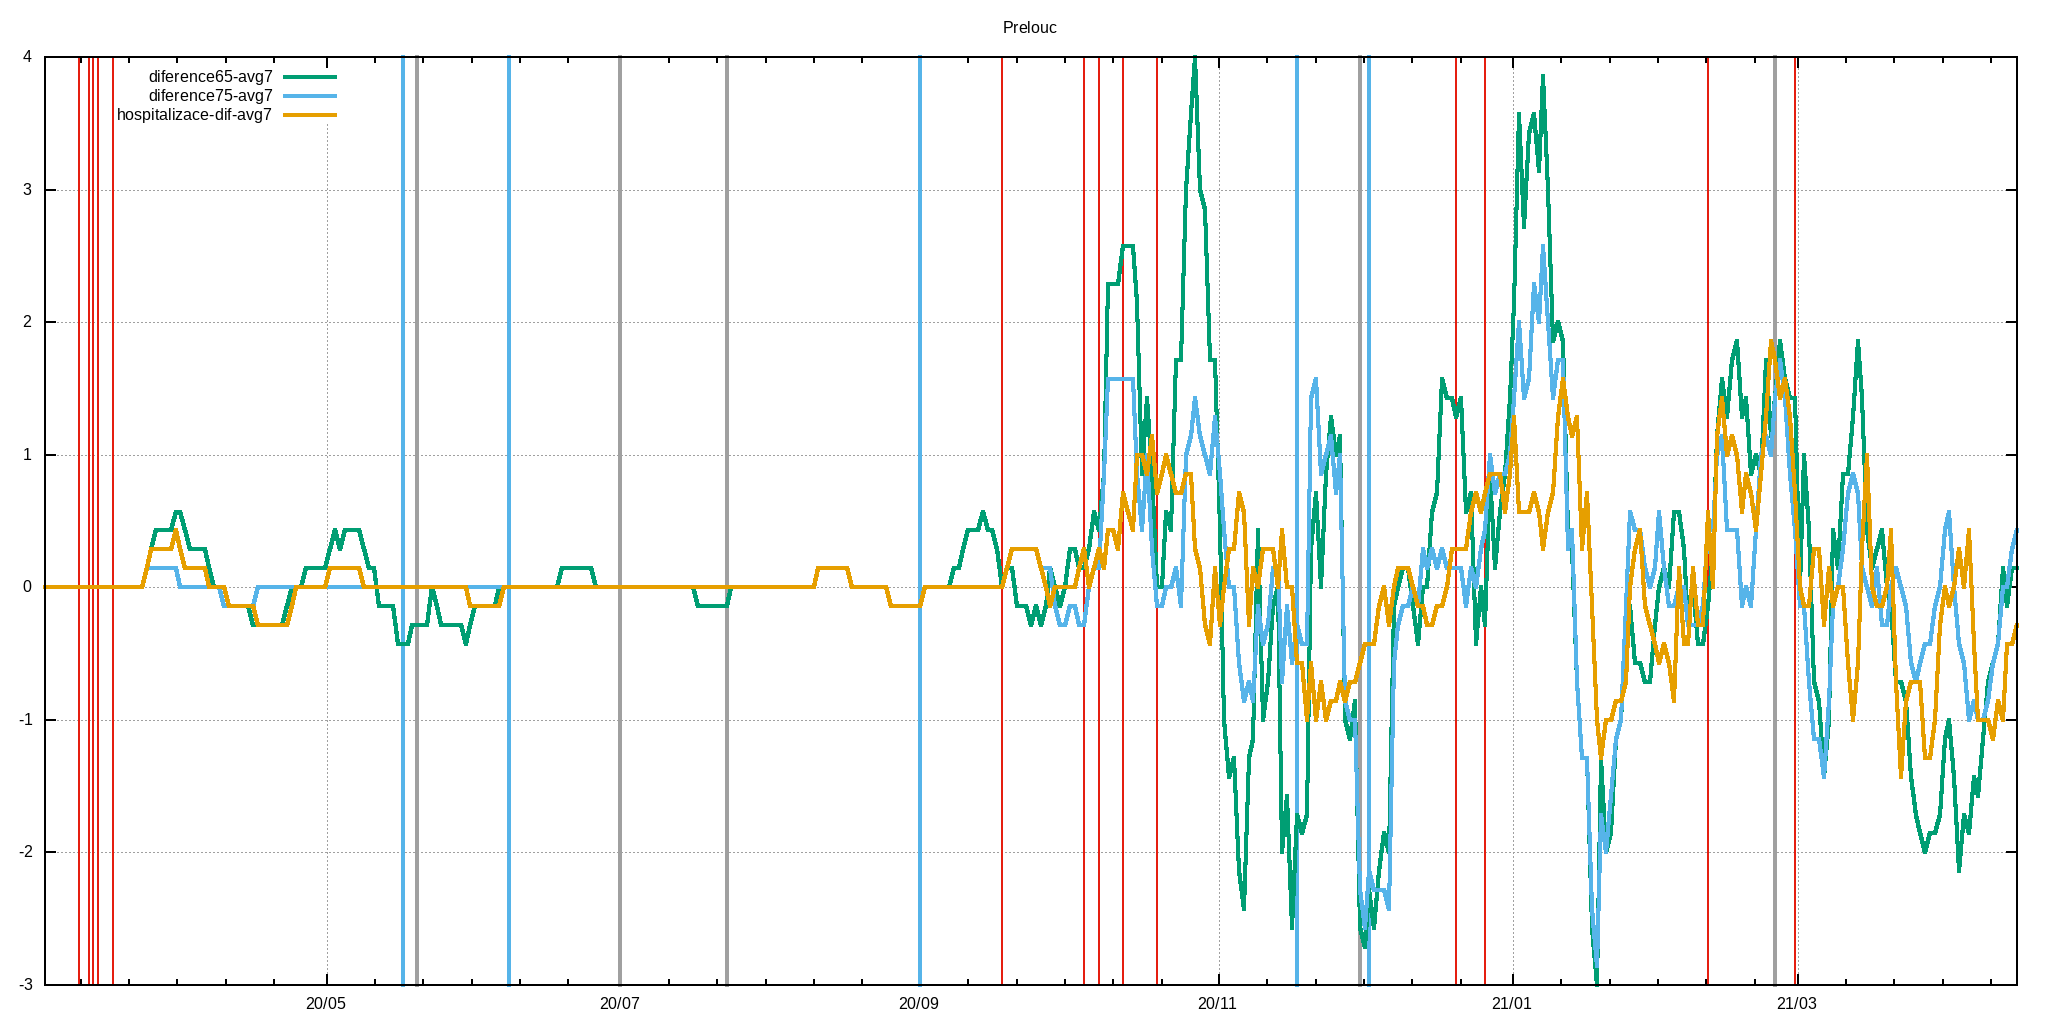 Prelouc
4
diference65-avg7
diference75-avg7
hospitalizace-dif-avg7
3
2
1
0
-1
-2
-3
20/05 20/07 20/09 20/11 21/01 21/03